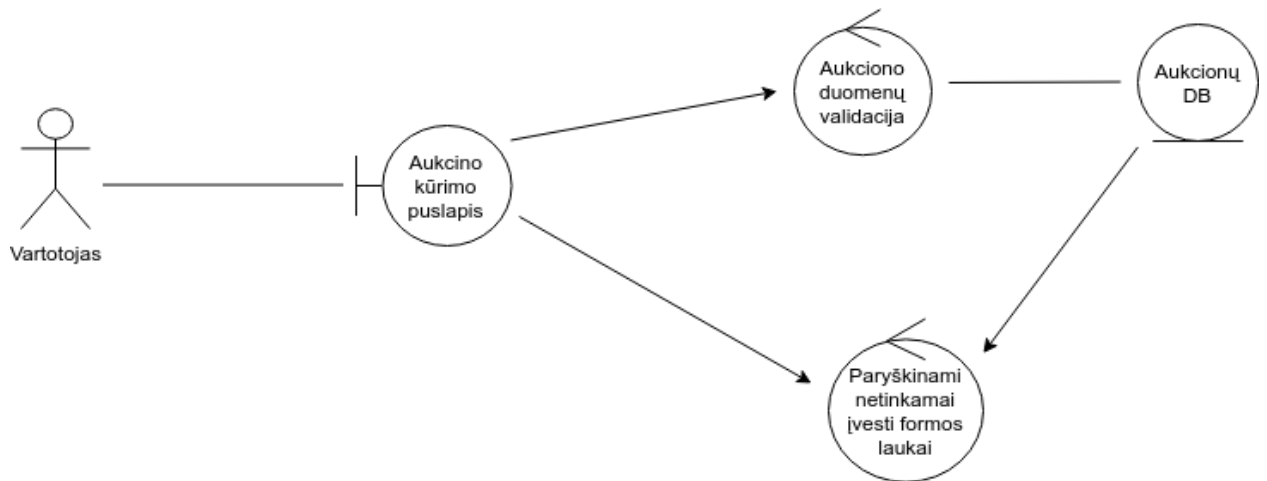 Aukciono
duomenų
validacija
Aukcionų
DB
Aukcino
kūrimo
puslapis
Vartotojas
Paryškinami
netinkamai
įvesti formos
laukai